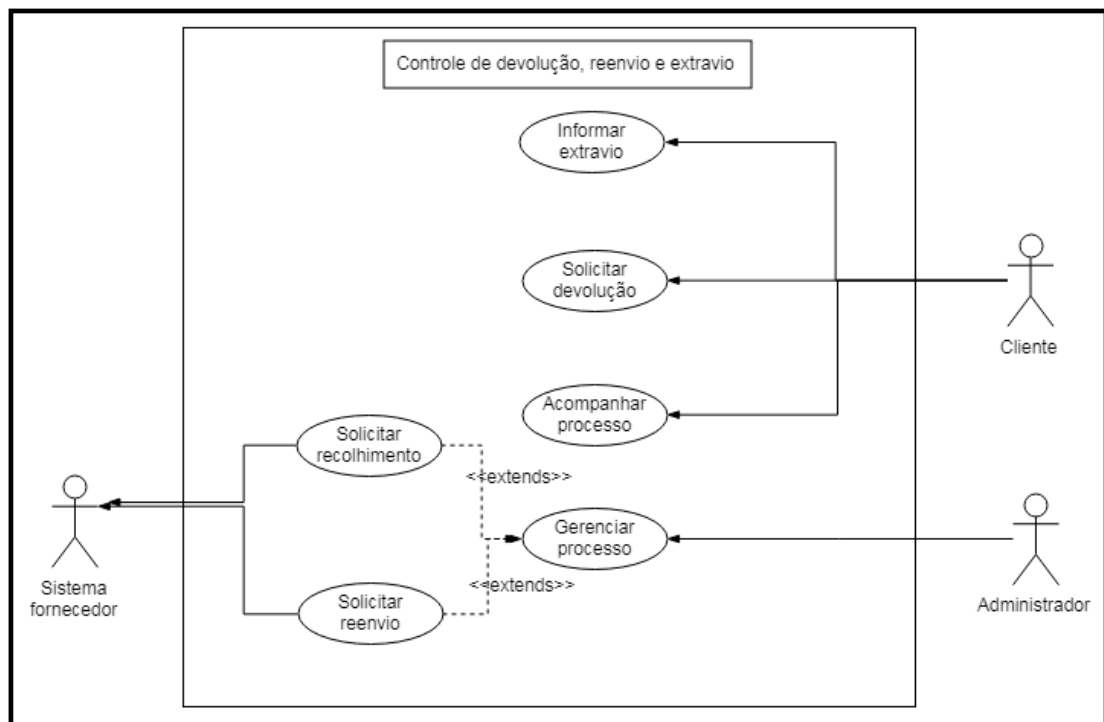 Controle de devolução, reenvio e extravio
Informar
extravio
Solicitar
devolução
Cliente
Acompanhar
processo
Solicitar
recolhimento
<<extends>>
Gerenciar
processo
Sistema
fornecedor
<<extends>>
Administrador
Solicitar
reenvio